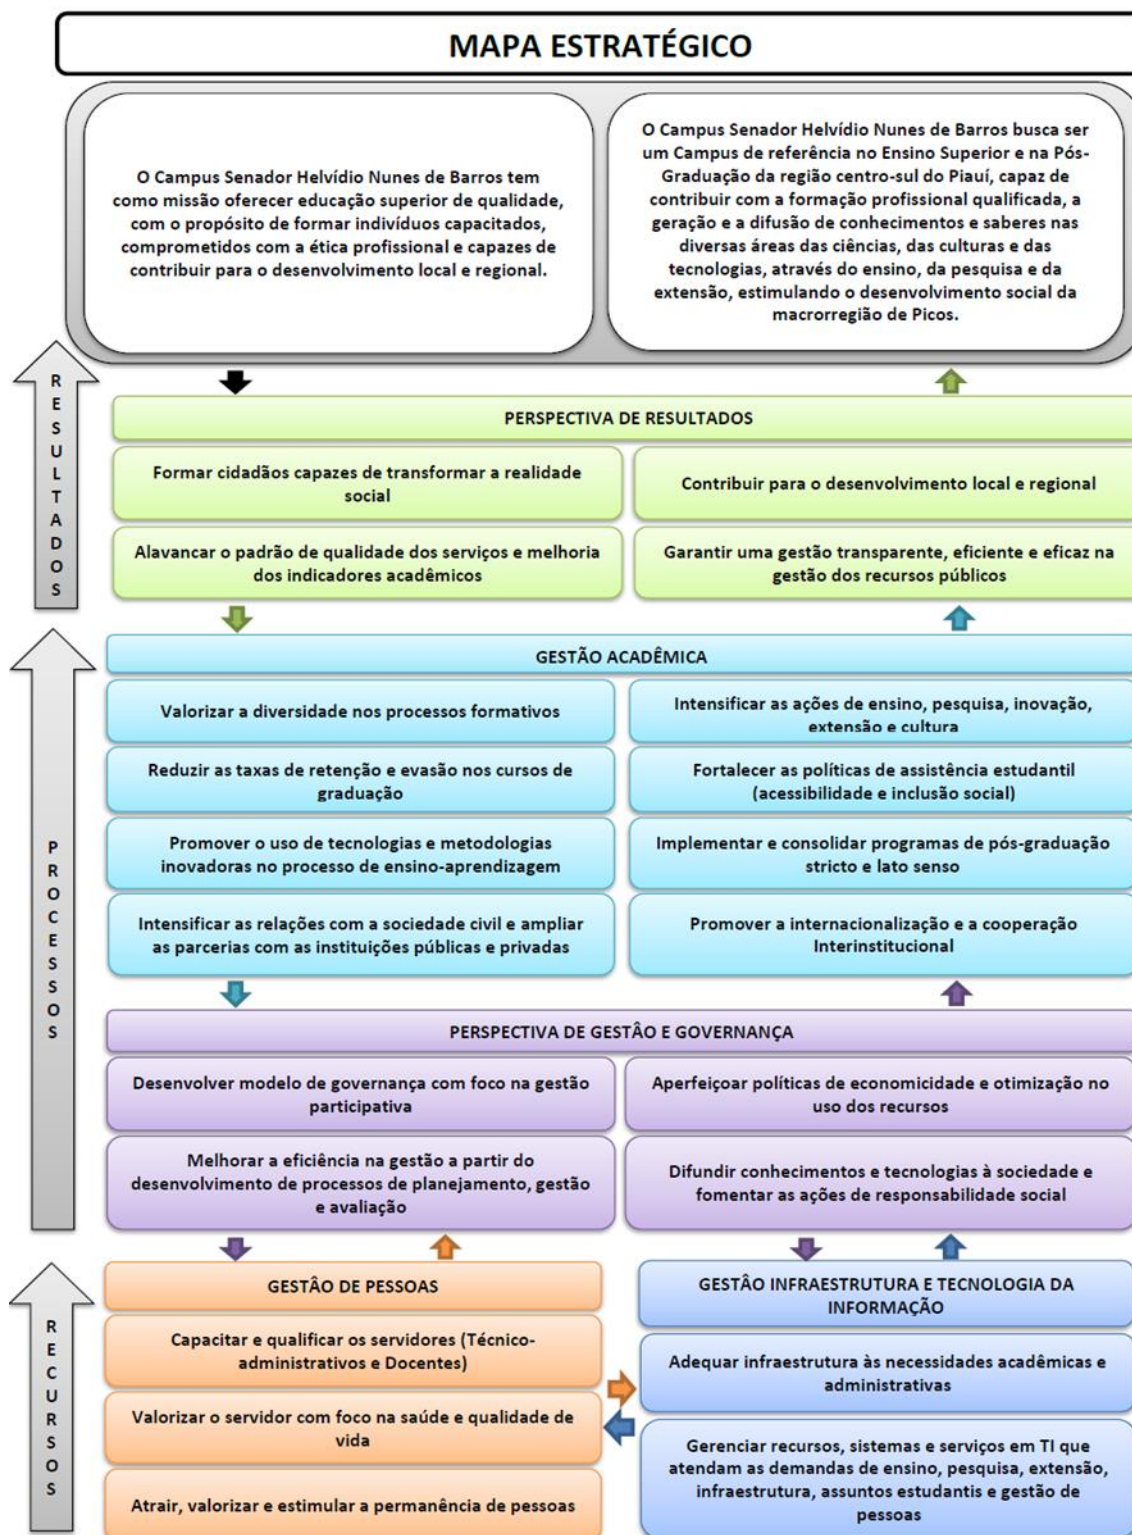 MAPA ESTRATÉGICO
O Campus Senador Helvídio Nunes de Barros tem
como missão oferecer educação superior de qualidade,
com o propósito de formar indivíduos capacitados,
comprometidos com a ética profissional e capazes de
contribuir para o desenvolvimento local e regional.
O Campus Senador Helvídio Nunes de Barros busca ser
um Campus de referência no Ensino Superior e na Pós-
Graduação da região centro-sul do Piauí, capaz de
contribuir com a formação profissional qualificada, a
geração e a difusão de conhecimentos e saberes nas
diversas áreas das ciências, das culturas e das
tecnologias, através do ensino, da pesquisa e da
extensão, estimulando o desenvolvimento social da
macrorregião de Picos.
RESULTADOS
PERSPECTIVA DE RESULTADOS
Formar cidadãos capazes de transformar a realidade
social
Contribuir para o desenvolvimento local e regional
Alavancar o padrão de qualidade dos serviços e melhoria
dos indicadores acadêmicos
Garantir uma gestão transparente, eficiente e eficaz na
gestão dos recursos públicos
PROCESSOS
GESTÃO ACADÊMICA
Valorizar a diversidade nos processos formativos
Intensificar as ações de ensino, pesquisa, inovação,
extensão e cultura
Reduzir as taxas de retenção e evasão nos cursos de
graduação
Fortalecer as políticas de assistência estudantil
(acessibilidade e inclusão social)
Promover o uso de tecnologias e metodologias
inovadoras no processo de ensino-aprendizagem
Implementar e consolidar programas de pós-graduação
stricto e lato senso
Intensificar as relações com a sociedade civil e ampliar
as parcerias com as instituições públicas e privadas
Promover a internacionalização e a cooperação
Interinstitucional
PERSPECTIVA DE GESTÂO E GOVERNANÇA
Desenvolver modelo de governança com foco na gestão
participativa
Aperfeiçoar políticas de economicidade e otimização no
uso dos recursos
Melhorar a eficiência na gestão a partir do
desenvolvimento de processos de planejamento, gestão
e avaliação
Difundir conhecimentos e tecnologias à sociedade e
fomentar as ações de responsabilidade social
RECURSOS
GESTÂO DE PESSOAS
Capacitar e qualificar os servidores (Técnico-
administrativos e Docentes)
Valorizar o servidor com foco na saúde e qualidade de
vida
Atrair, valorizar e estimular a permanência de pessoas
GESTÂO INFRAESTRUTURA E TECNOLOGIA DA
INFORMAÇÃO
Adequar infraestrutura às necessidades acadêmicas e
administrativas
Gerenciar recursos, sistemas e serviços em TI que
atendam as demandas de ensino, pesquisa, extensão,
infraestrutura, assuntos estudantis e gestão de
pessoas